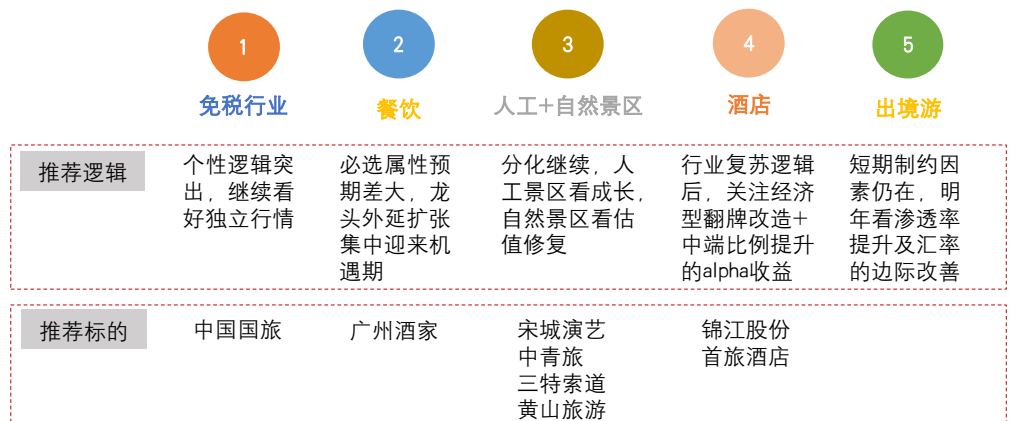 1
2
3
4
5
免税行业
餐饮
人工+自然景区
酒店
出境游
推荐逻辑
个性逻辑突
出，继续看
好独立行情
必选属性预
期差大，龙
头外延扩张
集中迎来机
遇期
分化继续，人
工景区看成长，
自然景区看估
值修复
行业复苏逻辑
后，关注经济
型翻牌改造+
中端比例提升
的alpha收益
短期制约因
素仍在，明
年看渗透率
提升及汇率
的边际改善
推荐标的
中国国旅
广州酒家
宋城演艺
中青旅
三特索道
黄山旅游
锦江股份
首旅酒店